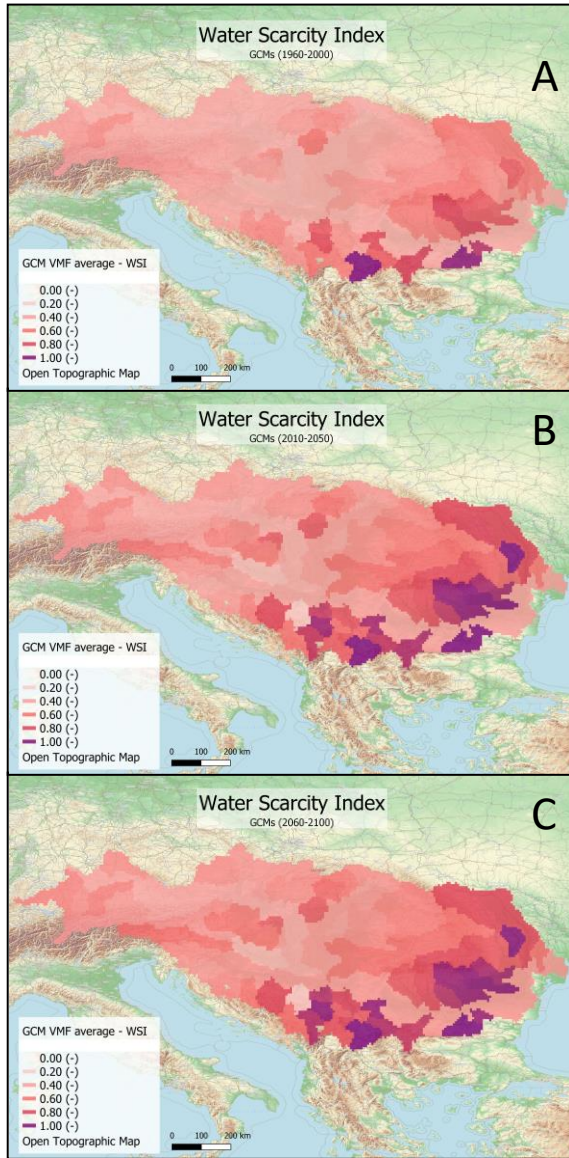 Water Scarcity Index
GCMs (1960-2000)
A
GCM VMF average - WSI
0.00 (-)
0.20 (-)
0.40 (-)
0.60 (-)
0.80 (-)
1.00 (-)
Open Topographic Map
0 100 200 km
Water Scarcity Index
GCMs (2010-2050)
B
GCM VMF average - WSI
0.00 (-)
0.20 (-)
0.40 (-)
0.60 (-)
0.80 (-)
1.00 (-)
Open Topographic Map
0 100 200 km
Water Scarcity Index
GCMs (2060-2100)
C
GCM VMF average - WSI
0.00 (-)
0.20 (-)
0.40 (-)
0.60 (-)
0.80 (-)
1.00 (-)
Open Topographic Map
0 100 200 km